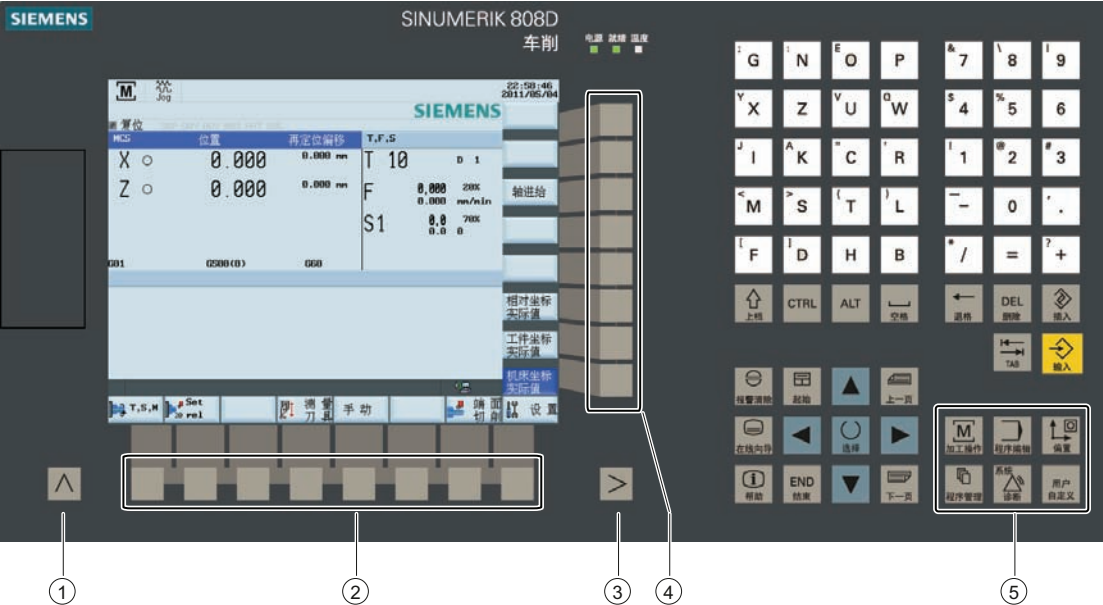 SIEMENS
SINUMERIK 808D
车削
电源 就绪 温度
M
Jog
22:50:46
2011/05/04
SIEMENS
复位
MCS 位置 再定位偏移 T,F,S
X 0.000 0.000 mm T 10 D 1
Z 0.000 0.000 mm F 0.000 20%
0.000 mm/min
S1 0.0 70%
0.0 0
G01 G500(0) G60
轴进给
相对坐标
实际值
工件坐标
实际值
机床坐标
实际值
T,S,M
Set
rel
测量
刀具
手动
端面
切削
设置
: G
: N
E O
P
& 7
\ 8
9
Y X
Z
V U
Q W
$ 4
% 5
6
J I
A K
" C
' R
! 1
@ 2
# 3
< M
> S
( T
) L
-
0
.
[ F
] D
H
B
* /
=
? +
上档
CTRL
ALT
空格
退格
DEL
删除
插入
TAB
输入
报警清除
起始
上一页
在线向导
选择
帮助
END
结束
下一页
M
加工操作
程序编辑
偏置
程序管理
系统
诊断
用户
自定义
1
2
3
4
5